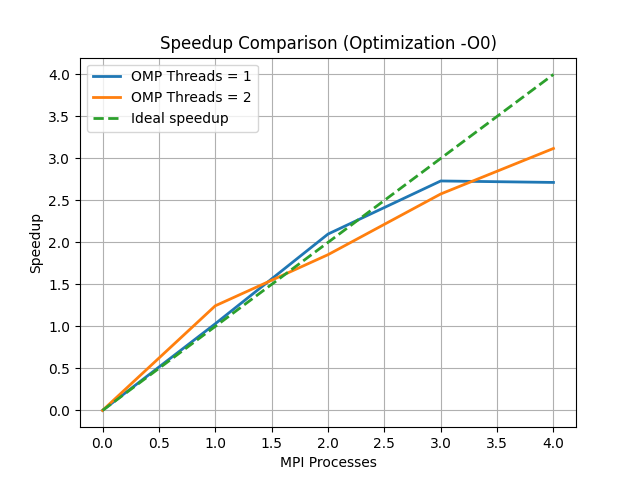 Speedup Comparison (Optimization -O0)
OMP Threads = 1
OMP Threads = 2
Ideal speedup
Speedup
4.0
3.5
3.0
2.5
2.0
1.5
1.0
0.5
0.0
0.0 0.5 1.0 1.5 2.0 2.5 3.0 3.5 4.0
MPI Processes